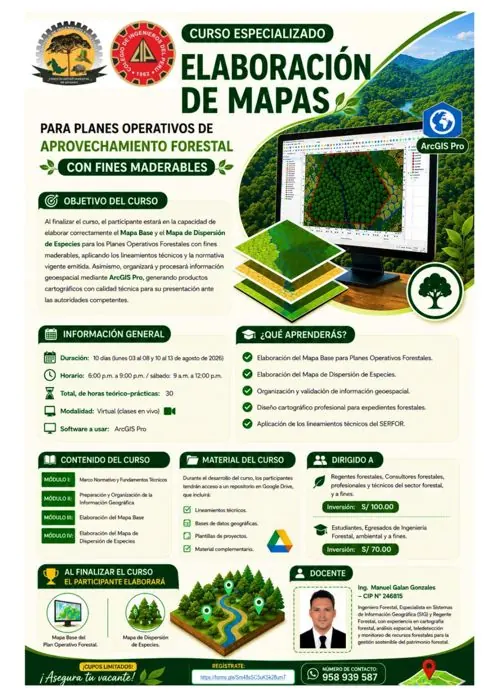 COLEGIO DE INGENIEROS DEL PERÚ
1962
CURSO ESPECIALIZADO
ELABORACIÓN
DE MAPAS
PARA PLANES OPERATIVOS DE
APROVECHAMIENTO FORESTAL
CON FINES MADERABLES
ArcGIS Pro
OBJETIVO DEL CURSO
Al finalizar el curso, el participante estará en la capacidad de
elaborar correctamente el Mapa Base y el Mapa de Dispersión
de Especies para los Planes Operativos Forestales con fines
maderables, aplicando los lineamientos técnicos y la normativa
vigente emitida. Asimismo, organizará y procesará información
geoespacial mediante ArcGIS Pro, generando productos
cartográficos con calidad técnica para su presentación ante
las autoridades competentes.
INFORMACIÓN GENERAL
Duración: 10 días (lunes 03 al 08 y 10 al 13 de agosto de 2026)
Horario: 6:00 p.m. a 9:00 p.m. / sábado: 9 a.m. a 12:00 p.m.
Total, de horas teórico-prácticas: 30
Modalidad: Virtual (clases en vivo)
Software a usar: ArcGIS Pro
¿QUÉ APRENDERÁS?
Elaboración del Mapa Base para Planes Operativos Forestales.
Elaboración del Mapa de Dispersión de Especies.
Organización y validación de información geoespacial.
Diseño cartográfico profesional para expedientes forestales.
Aplicación de los lineamientos técnicos del SERFOR.
CONTENIDO DEL CURSO
MÓDULO I: Marco Normativo y Fundamentos Técnicos
MÓDULO II: Preparación y Organización de la
Información Geográfica
MÓDULO III: Elaboración del Mapa Base
MÓDULO IV: Elaboración del Mapa
de Dispersión de Especies
MATERIAL DEL CURSO
Durante el desarrollo del curso, los participantes
tendrán acceso a un repositorio en Google Drive,
que incluirá:
Lineamientos técnicos.
Bases de datos geográficas.
Plantillas de proyectos.
Material complementario.
DIRIGIDO A
Regentes forestales, Consultores forestales,
profesionales y técnicos del sector forestal,
y a fines.
Inversión: S/ 100.00
Estudiantes, Egresados de Ingeniería
Forestal, ambiental y a fines.
Inversión: S/ 70.00
AL FINALIZAR EL CURSO
EL PARTICIPANTE ELABORARÁ
Mapa Base del
Plan Operativo Forestal.
Mapa de Dispersión
de Especies.
DOCENTE
Ing. Manuel Galan Gonzales
– CIP N° 246815
Ingeniero Forestal, Especialista en Sistemas
de Información Geográfica (SIG) y Regente
Forestal, con experiencia en cartografía
forestal, análisis espacial, teledetección
y monitoreo de recursos forestales para la
gestión sostenible del patrimonio forestal.
¡CUPOS LIMITADOS!
¡Asegura tu vacante!
REGÍSTRATE:
NÚMERO DE CONTACTO:
958 939 587